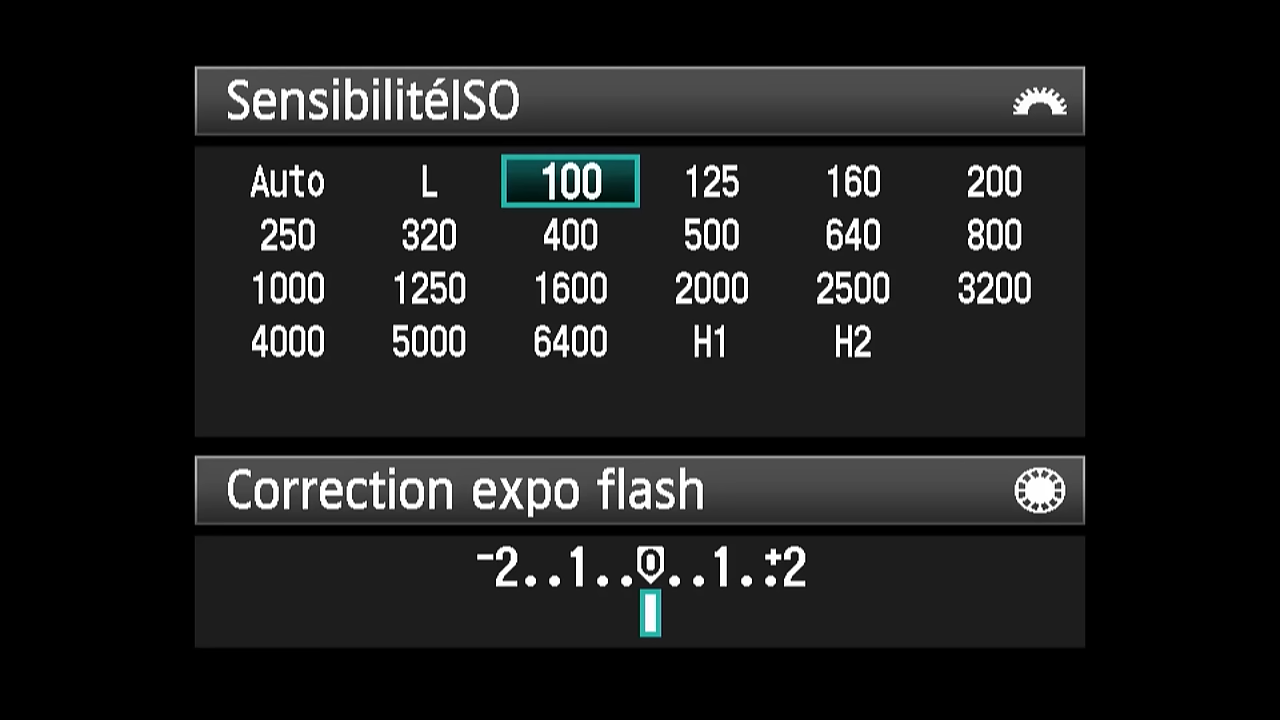 SensibilitéISO
Auto L 100 125 160 200
250 320 400 500 640 800
1000 1250 1600 2000 2500 3200
4000 5000 6400 H1 H2
Correction expo flash
-2..1..0..1.:+2